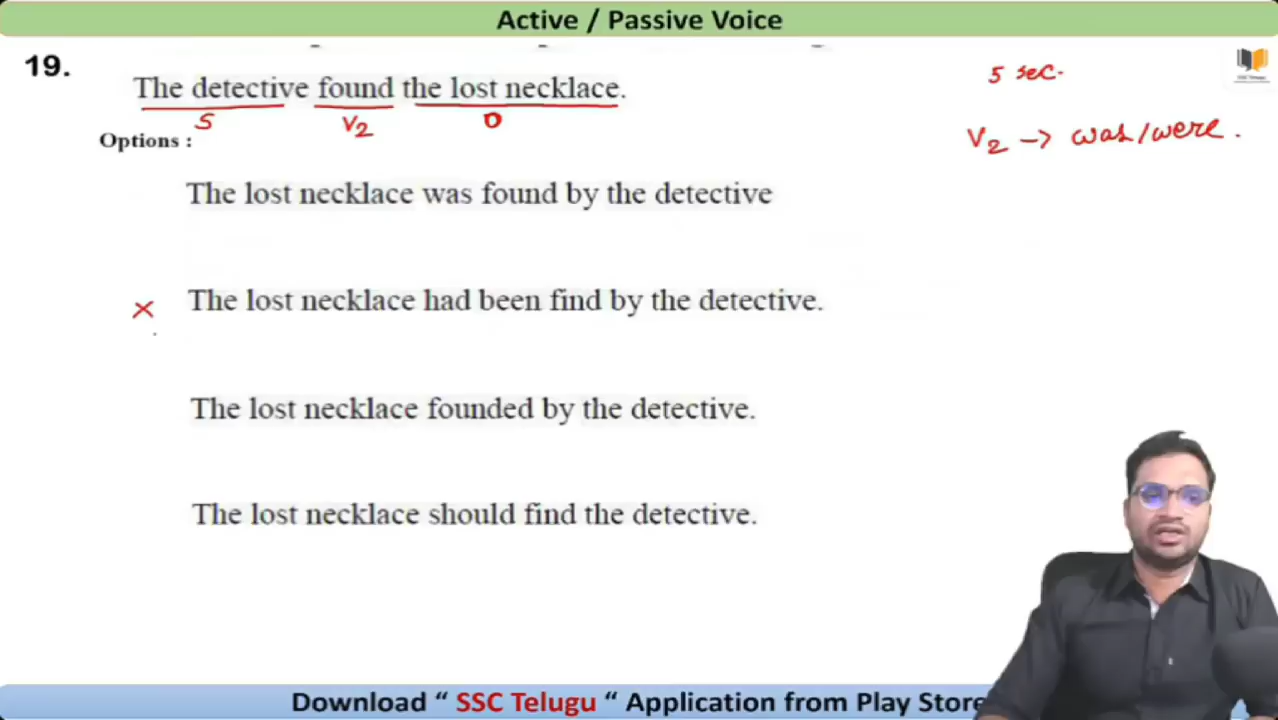 Active / Passive Voice
19.
5 sec.
The detective found the lost necklace.
S V2 O
V2 → was/were.
Options :
The lost necklace was found by the detective
× The lost necklace had been find by the detective.
The lost necklace founded by the detective.
The lost necklace should find the detective.
SSC Telugu
Download “ SSC Telugu “ Application from Play Store